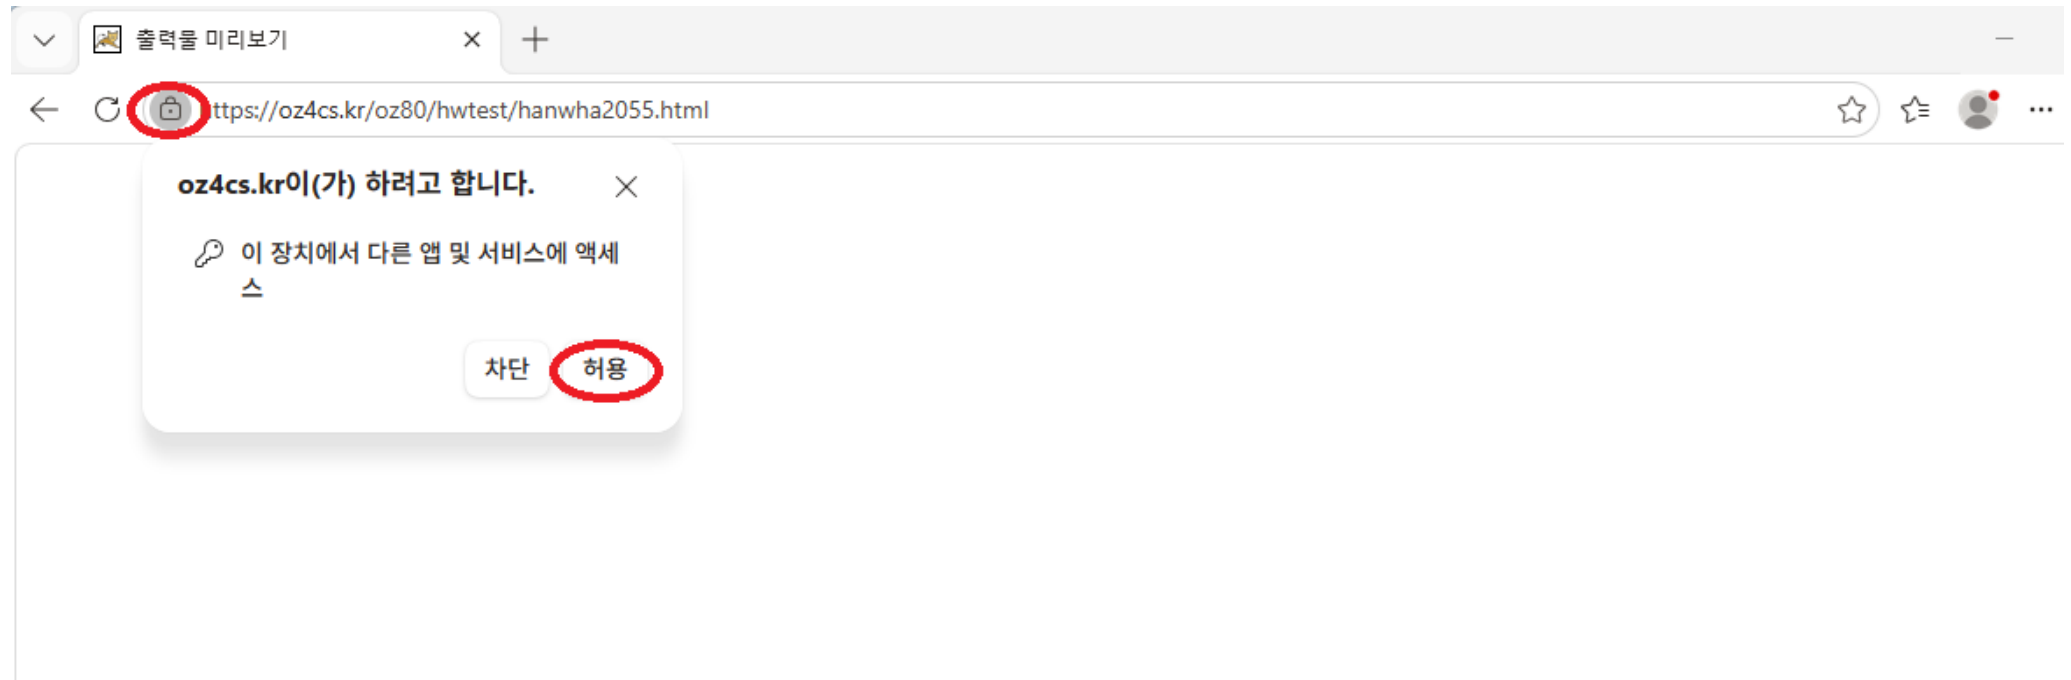 출력물 미리보기
ttps://oz4cs.kr/oz80/hwtest/hanwha2055.html
oz4cs.kr이(가) 하려고 합니다.
이 장치에서 다른 앱 및 서비스에 액세
스
차단 허용